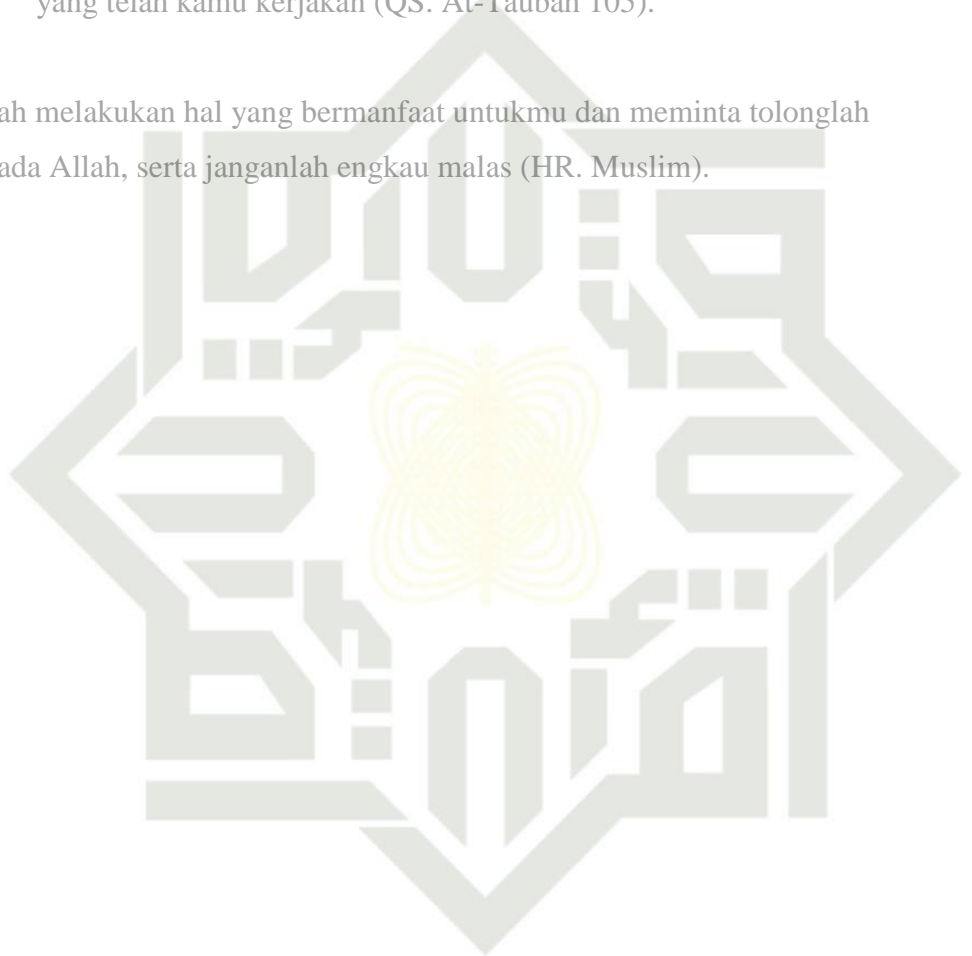 yang telah kamu kerjakan (QS. At-Taubah 105).
ah melakukan hal yang bermanfaat untukmu dan meminta tolonglah
ada Allah, serta janganlah engkau malas (HR. Muslim).